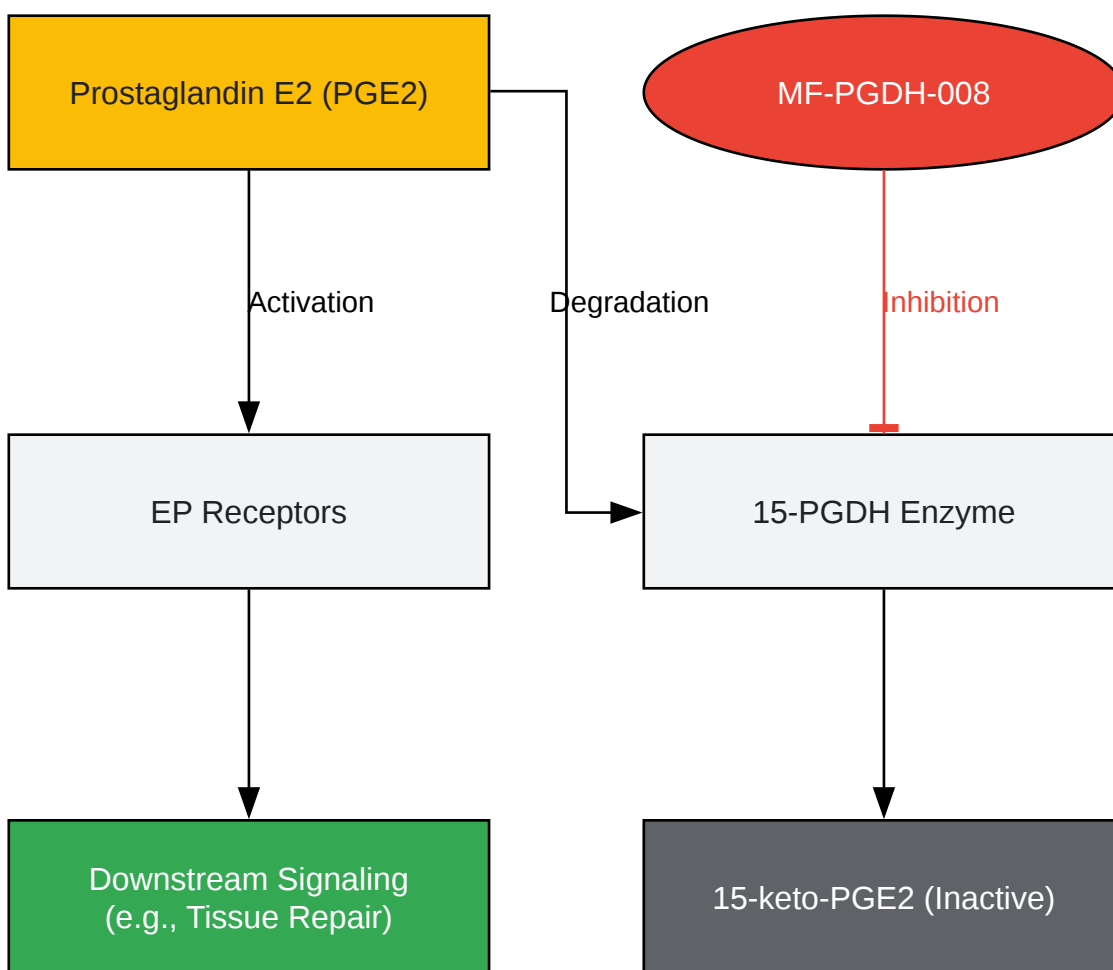 Prostaglandin E2 (PGE2)
MF-PGDH-008
Activation
Degradation
Inhibition
EP Receptors
15-PGDH Enzyme
Downstream Signaling
(e.g., Tissue Repair)
15-keto-PGE2 (Inactive)